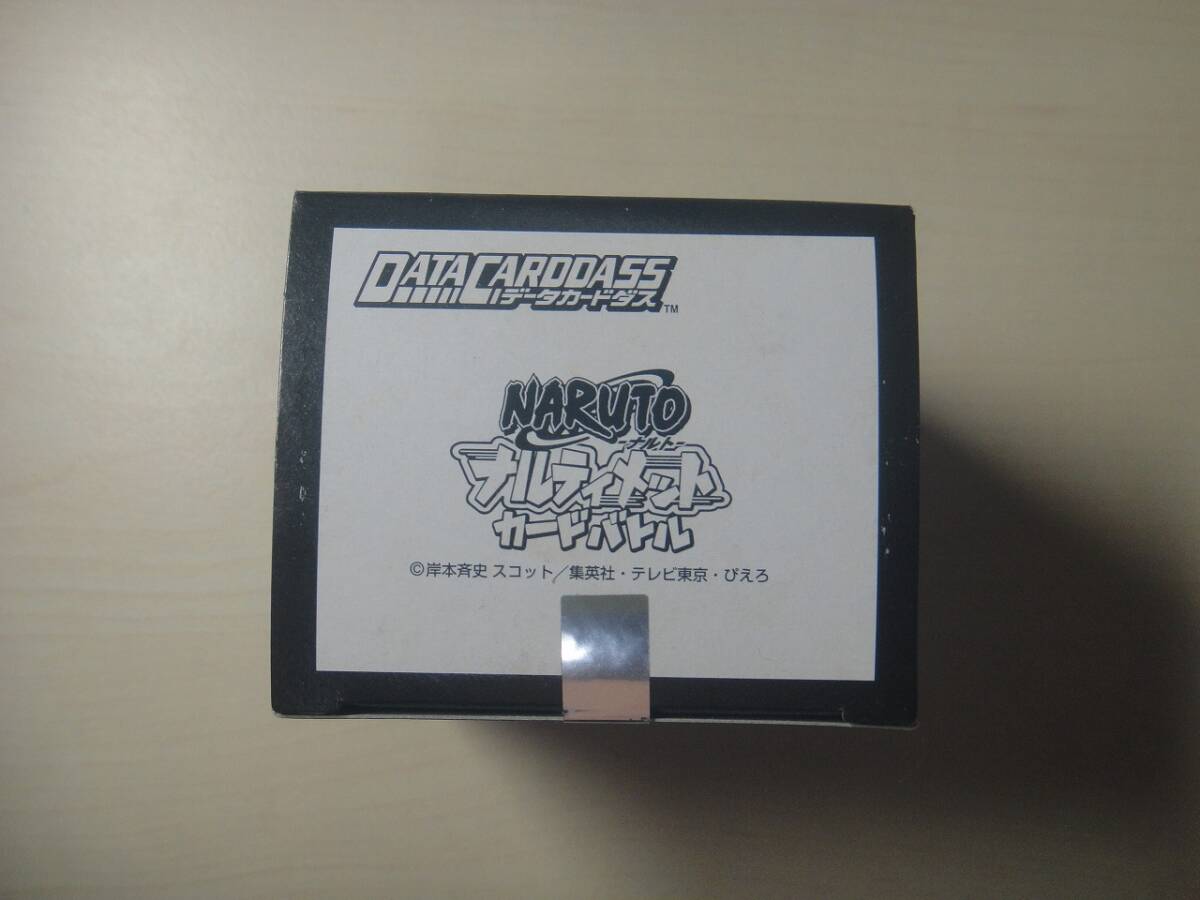 DATA CARDDASS
データカードダス™
NARUTO
-ナルト-
ナルティメット
カードバトル
©岸本斉史 スコット/集英社・テレビ東京・ぴえろ